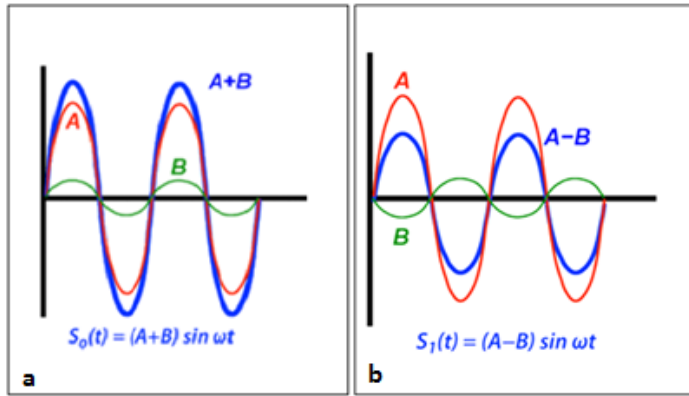 A+B
A
B
S₀(t) = (A+B) sin ωt
a
A
A−B
B
S₁(t) = (A−B) sin ωt
b